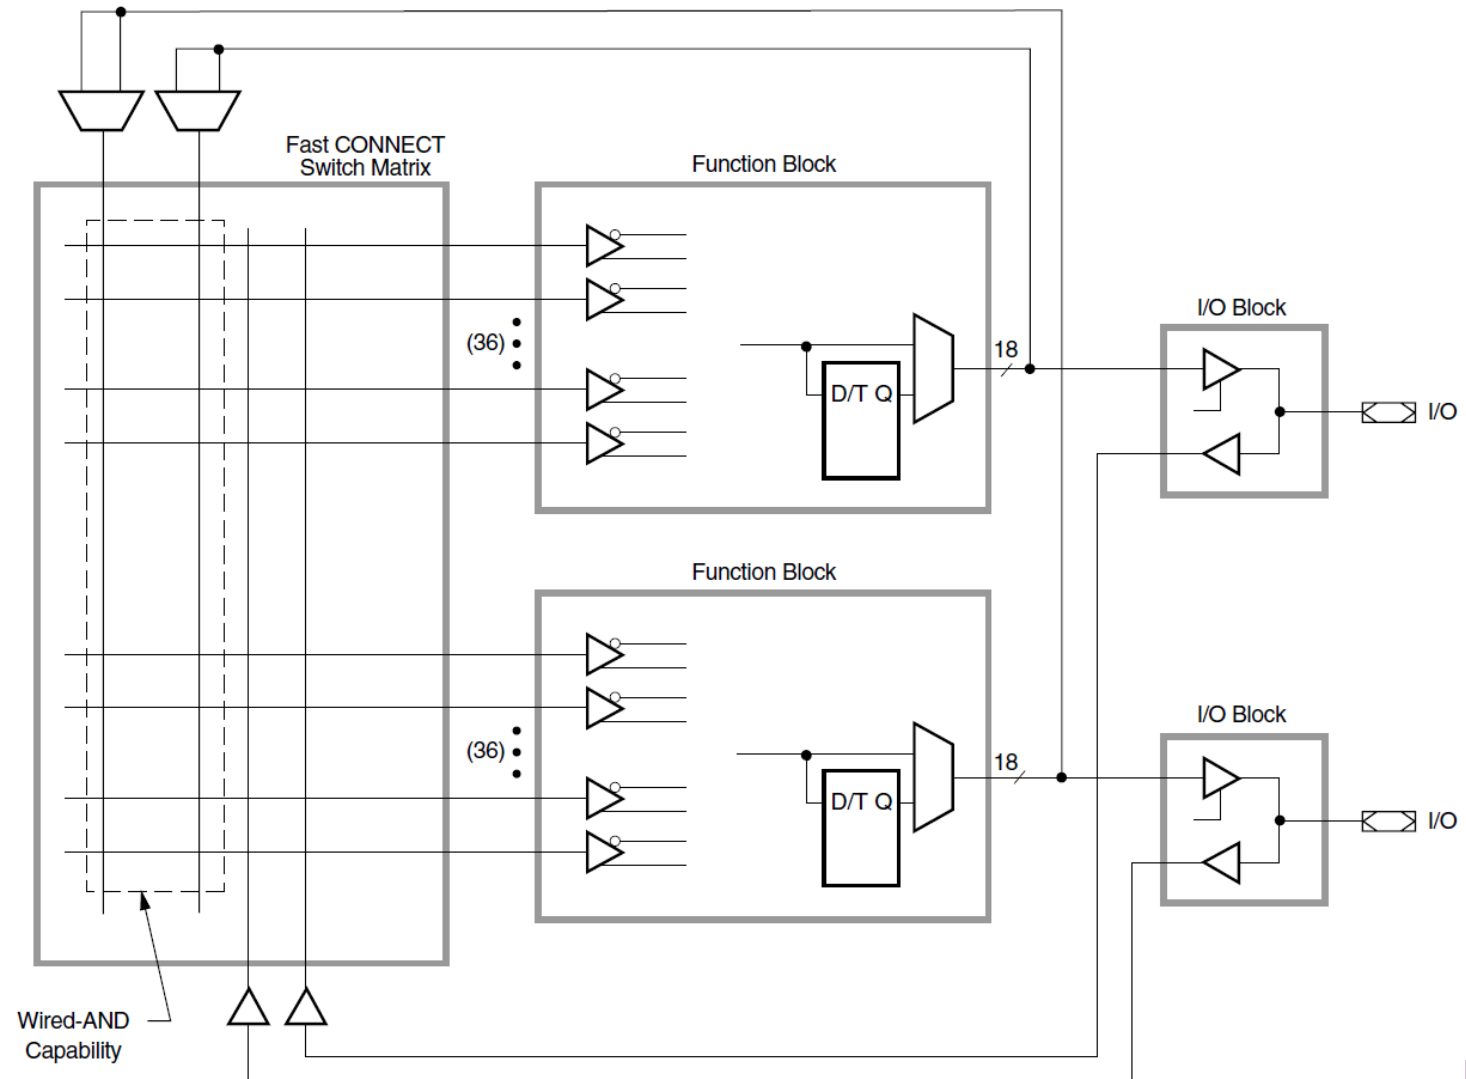 Fast CONNECT
Switch Matrix
Function Block
I/O Block
(36)
18
D/T Q
I/O
Function Block
I/O Block
(36)
18
D/T Q
I/O
Wired-AND
Capability